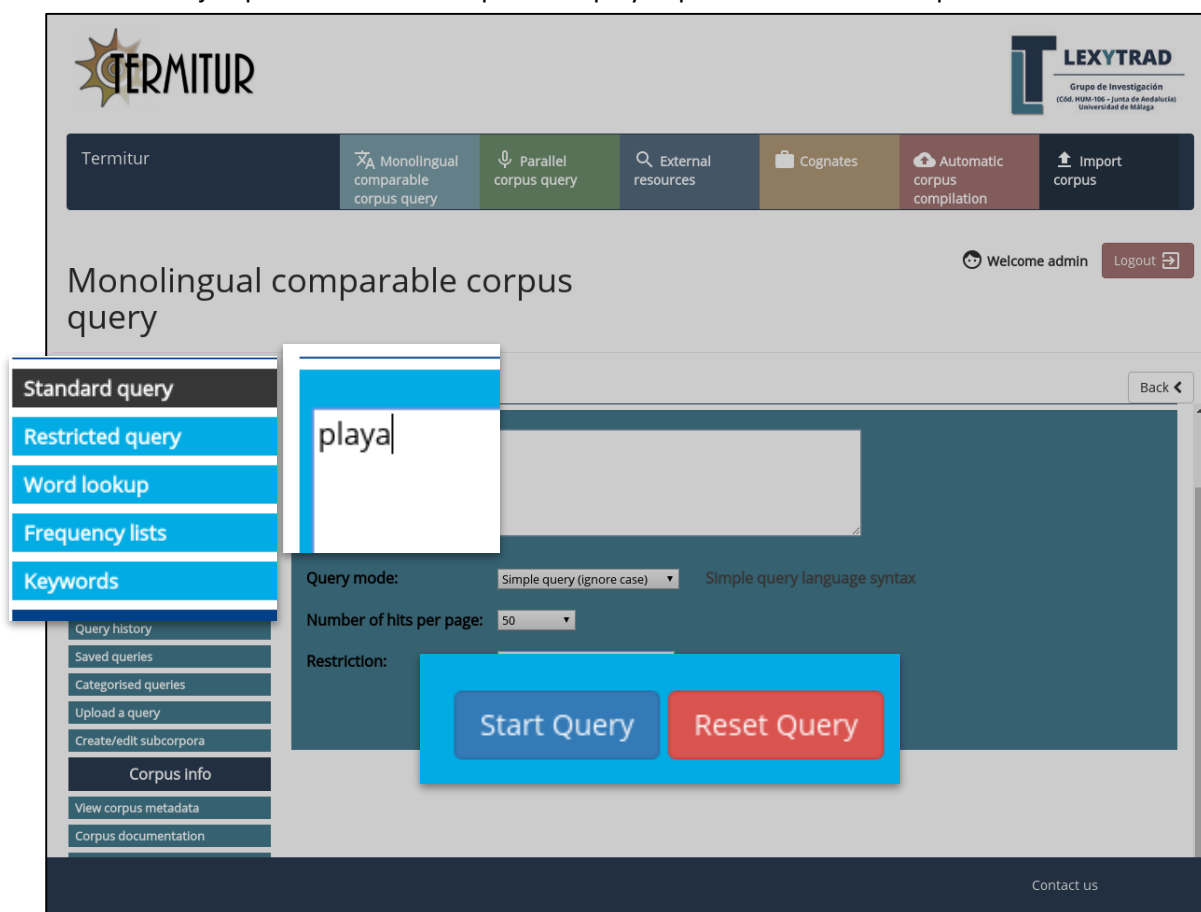 TERMITUR
LEXYTRAD
Grupo de Investigación
(Cód. HUM-106 – Junta de Andalucía)
Universidad de Málaga
Termitur
Monolingual
comparable
corpus query
Parallel
corpus query
External
resources
Cognates
Automatic
corpus
compilation
Import
corpus
Welcome admin
Logout
Monolingual comparable corpus
query
Back
Standard query
Restricted query
Word lookup
Frequency lists
Keywords
playa
Query mode:
Simple query (ignore case)
Simple query language syntax
Number of hits per page:
50
Restriction:
Start Query
Reset Query
Query history
Saved queries
Categorised queries
Upload a query
Create/edit subcorpora
Corpus info
View corpus metadata
Corpus documentation
Contact us